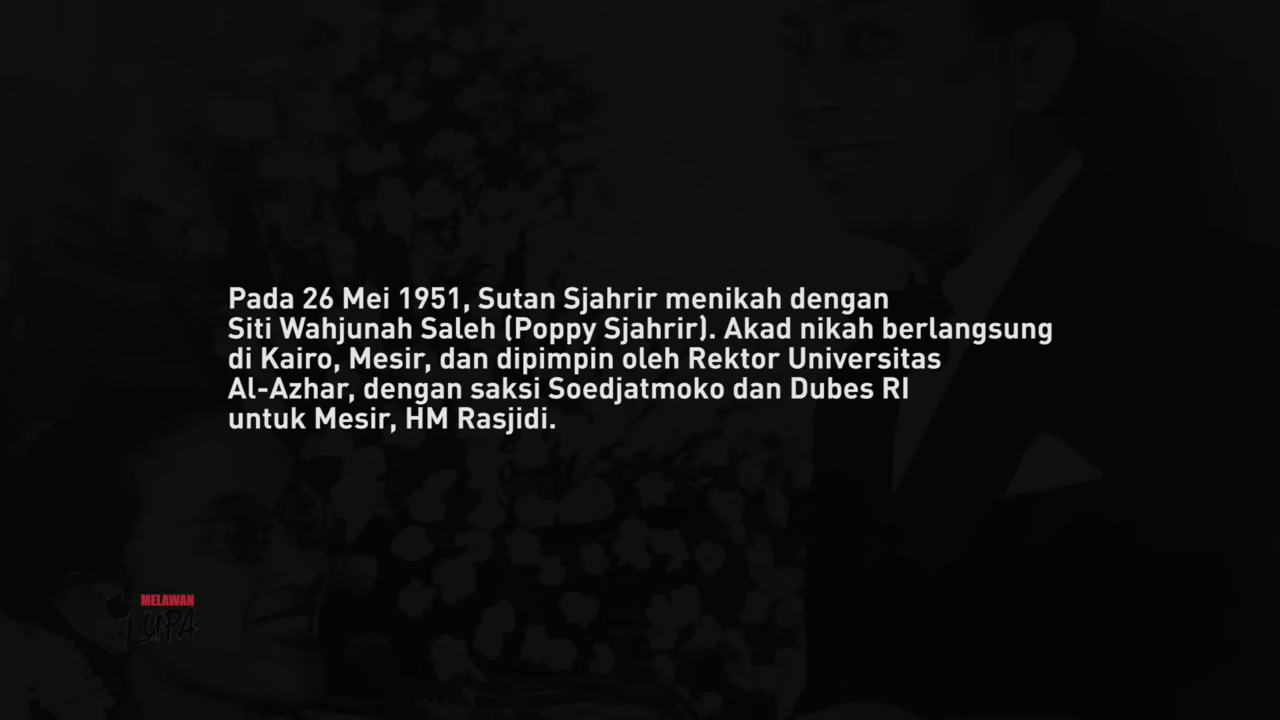 Pada 26 Mei 1951, Sutan Sjahrir menikah dengan
Siti Wahjunah Saleh (Poppy Sjahrir). Akad nikah berlangsung
di Kairo, Mesir, dan dipimpin oleh Rektor Universitas
Al-Azhar, dengan saksi Soedjatmoko dan Dubes RI
untuk Mesir, HM Rasjidi.
MELAWAN
LUPA